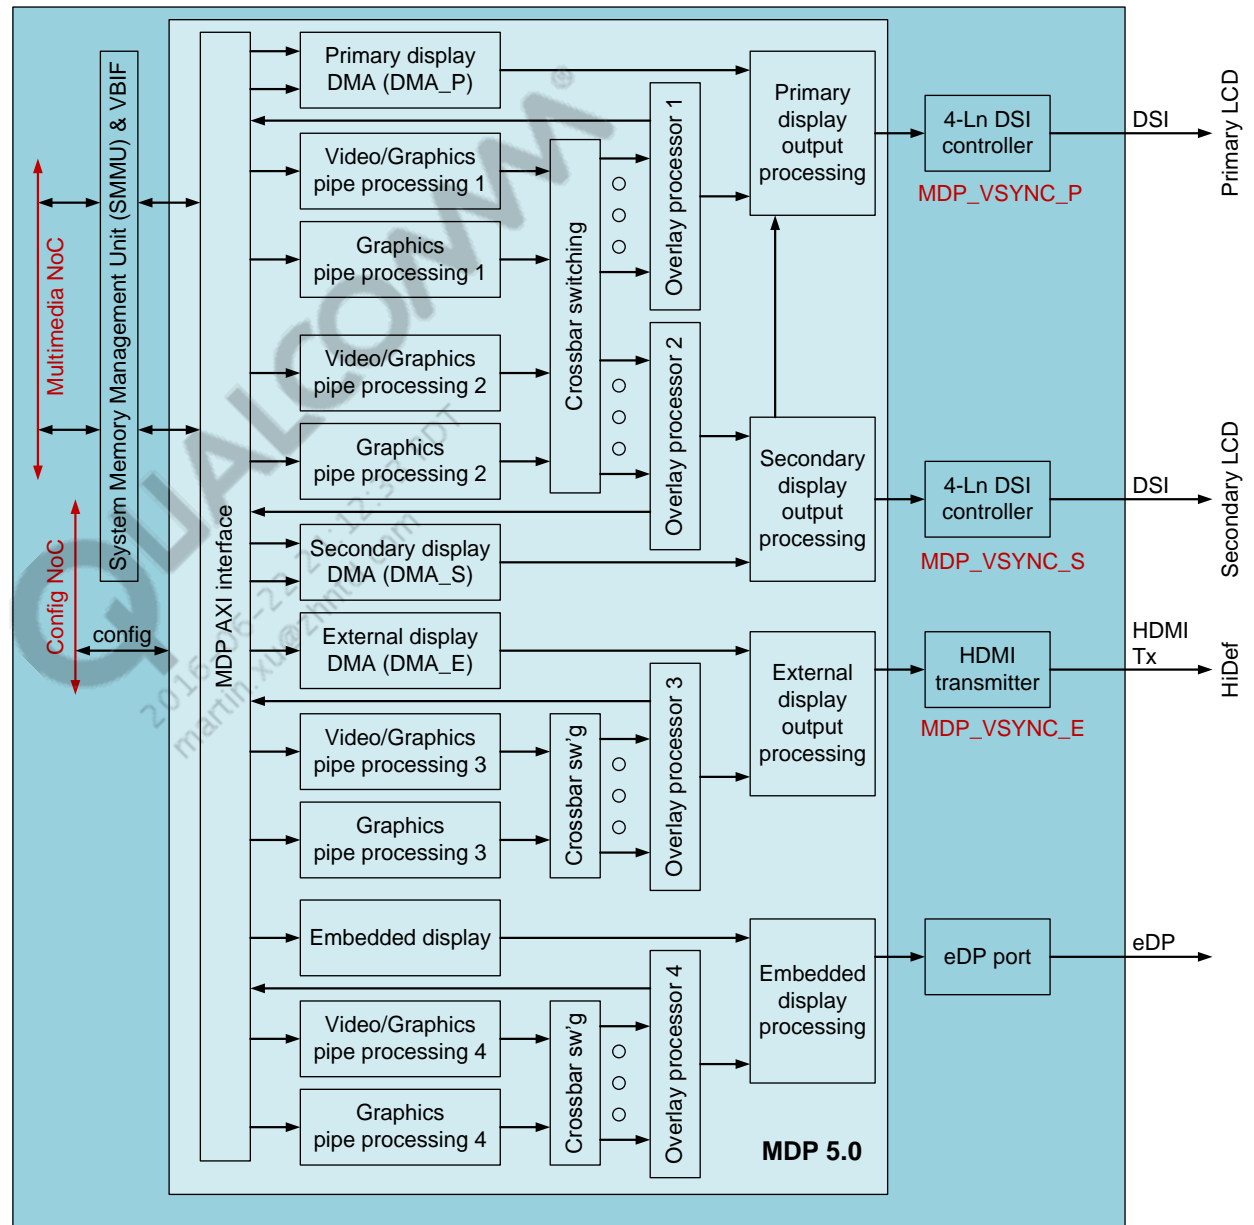 Primary display
DMA (DMA_P)
Video/Graphics
pipe processing 1
Graphics
pipe processing 1
Video/Graphics
pipe processing 2
Graphics
pipe processing 2
Secondary display
DMA (DMA_S)
External display
DMA (DMA_E)
Video/Graphics
pipe processing 3
Graphics
pipe processing 3
Embedded display
Video/Graphics
pipe processing 4
Graphics
pipe processing 4
Multimedia NoC
Config NoC
config
System Memory Management Unit (SMMU) & VBIF
MDP AXI interface
Crossbar switching
Crossbar sw'g
Crossbar sw'g
Overlay processor 1
Overlay processor 2
Overlay processor 3
Overlay processor 4
Primary
display
output
processing
Secondary
display
output
processing
External
display
output
processing
Embedded
display
processing
MDP 5.0
4-Ln DSI
controller
MDP_VSYNC_P
4-Ln DSI
controller
MDP_VSYNC_S
HDMI
transmitter
MDP_VSYNC_E
eDP port
DSI
Primary LCD
DSI
Secondary LCD
HDMI
Tx
HiDef
eDP
QUALCOMM®